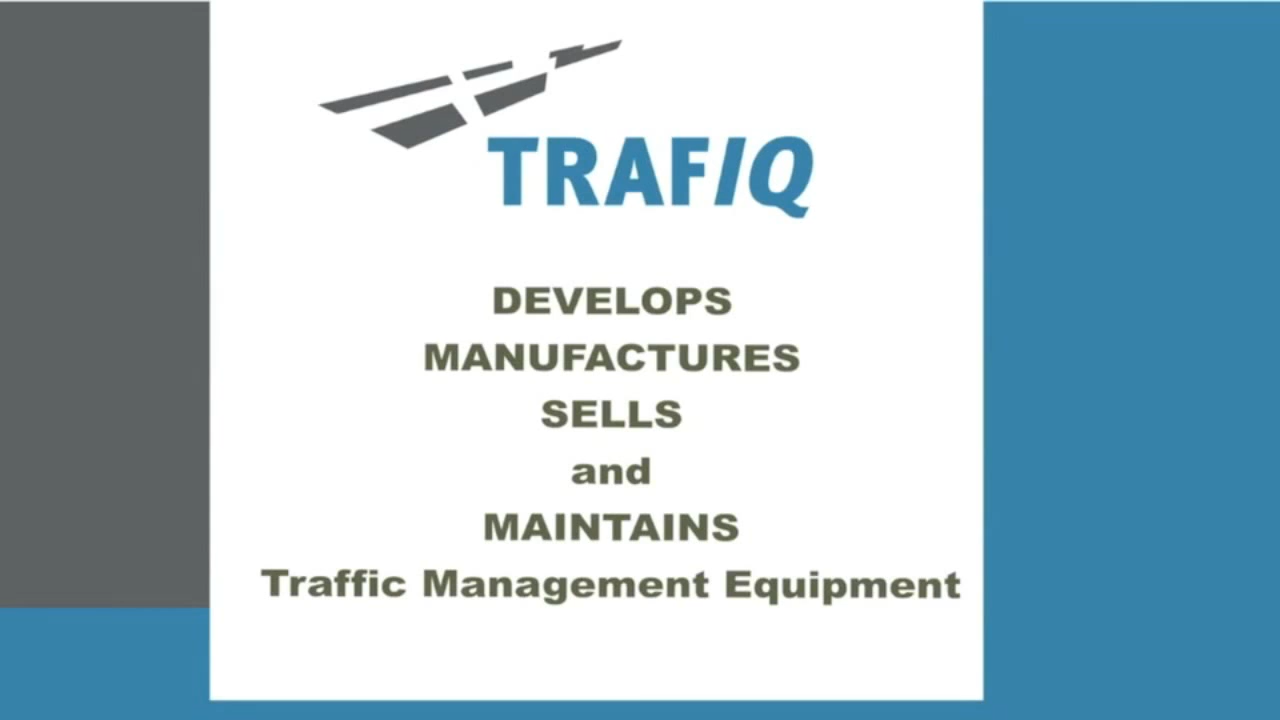 TRAFIQ
DEVELOPS
MANUFACTURES
SELLS
and
MAINTAINS
Traffic Management Equipment